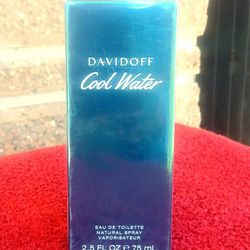 DAVIDOFF
Cool Water
EAU DE TOILETTE
NATURAL SPRAY
VAPORISATEUR
2.5 FL OZ ℮ 75 mL